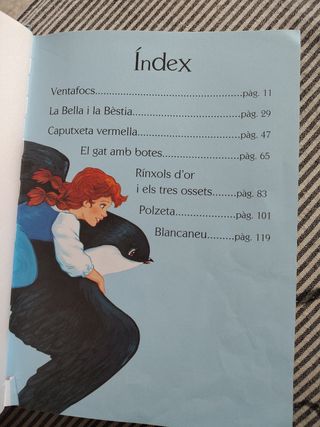 Índex
Ventafocs..........................pàg. 11
La Bella i la Bèstia..................pàg. 29
Caputxeta vermella................pàg. 47
El gat amb botes...........pàg. 65
Rínxols d'or
i els tres ossets.......pàg. 83
Polzeta...............pàg. 101
Blancaneu........pàg. 119